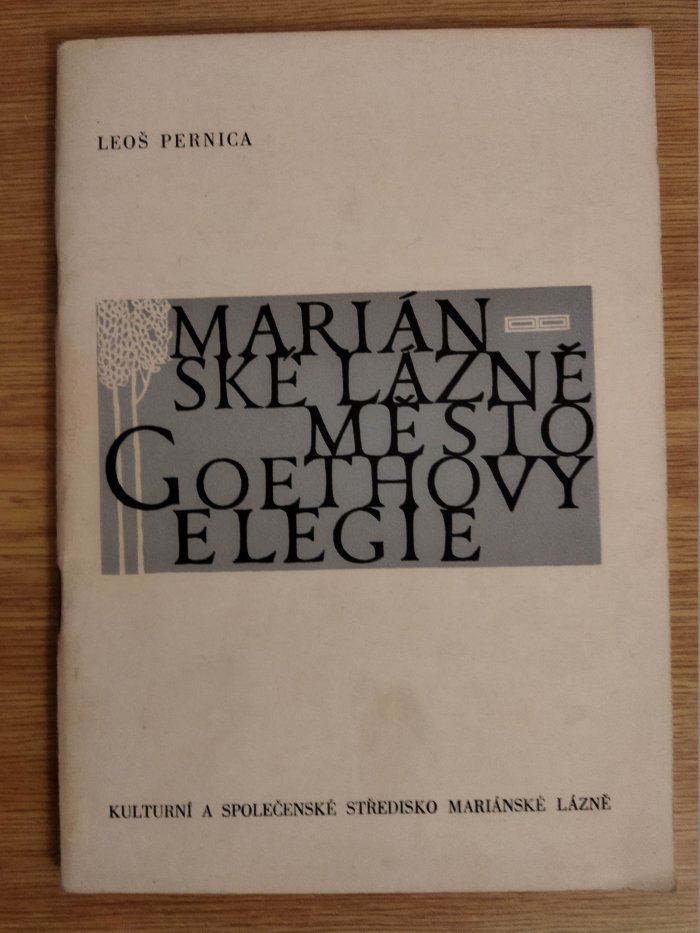 LEOŠ PERNICA
MARIÁN
SKÉ LÁZNĚ
MĚSTO
GOETHOVY
ELEGIE
KULTURNÍ A SPOLEČENSKÉ STŘEDISKO MARIÁNSKÉ LÁZNĚ